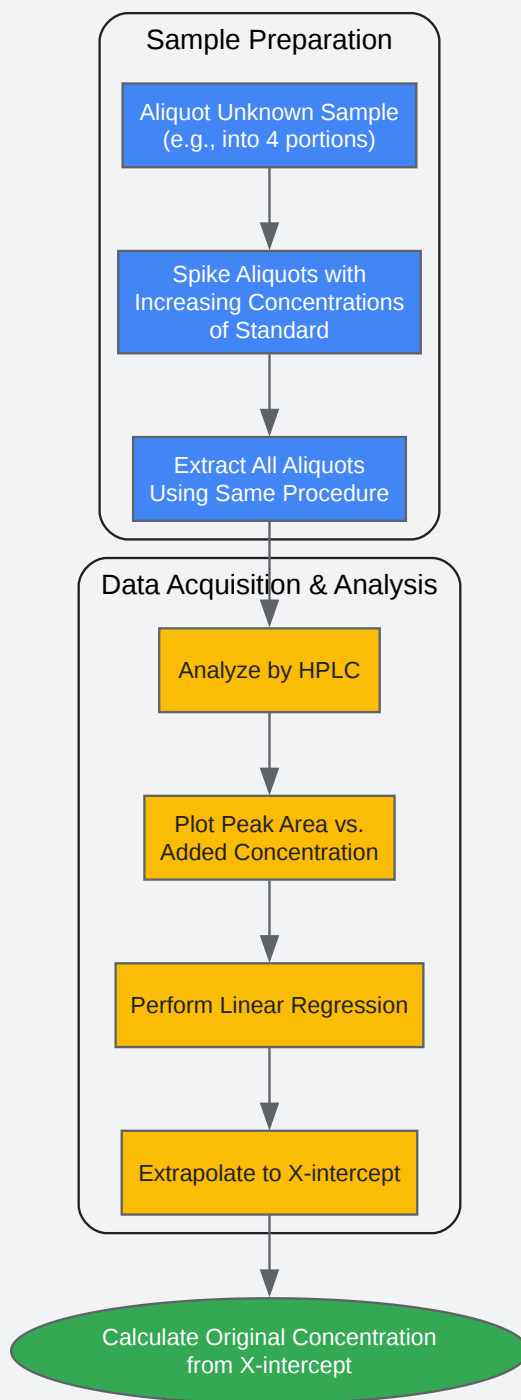 Sample Preparation
Aliquot Unknown Sample
(e.g., into 4 portions)
Spike Aliquots with
Increasing Concentrations
of Standard
Extract All Aliquots
Using Same Procedure
Data Acquisition & Analysis
Analyze by HPLC
Plot Peak Area vs.
Added Concentration
Perform Linear Regression
Extrapolate to X-intercept
Calculate Original Concentration
from X-intercept